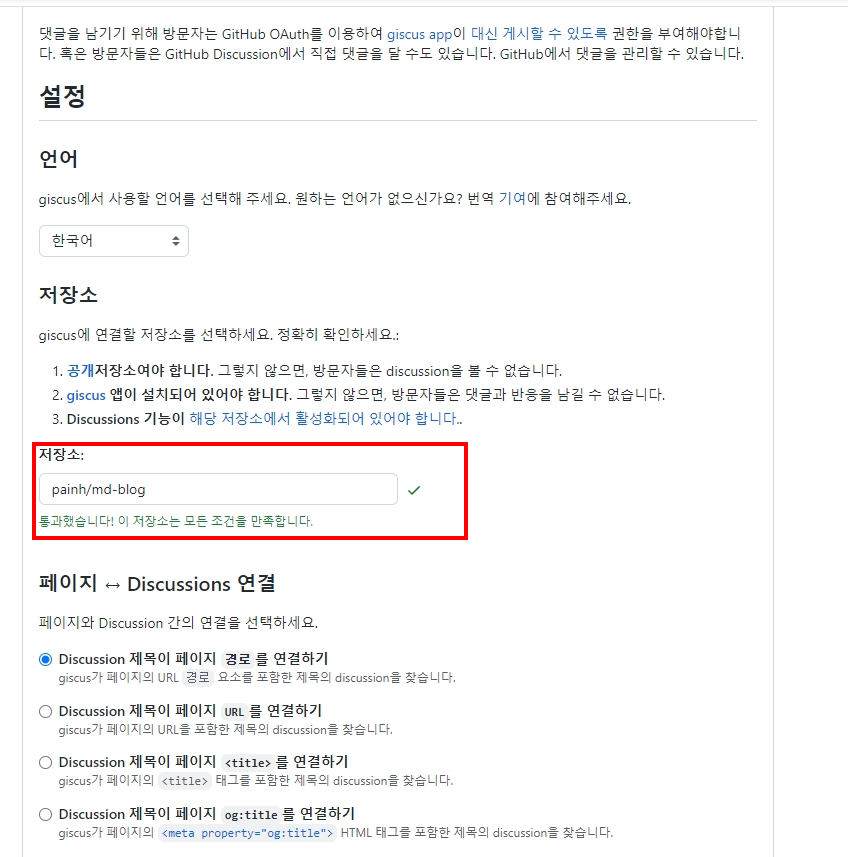 댓글을 남기기 위해 방문자는 GitHub OAuth를 이용하여 giscus app이 대신 게시할 수 있도록 권한을 부여해야합니
다. 혹은 방문자들은 GitHub Discussion에서 직접 댓글을 달 수도 있습니다. GitHub에서 댓글을 관리할 수 있습니다.
설정
언어
giscus에서 사용할 언어를 선택해 주세요. 원하는 언어가 없으신가요? 번역 기여에 참여해주세요.
한국어
저장소
giscus에 연결할 저장소를 선택하세요. 정확히 확인하세요.:
1. 공개저장소여야 합니다. 그렇지 않으면, 방문자들은 discussion을 볼 수 없습니다.
2. giscus 앱이 설치되어 있어야 합니다. 그렇지 않으면, 방문자들은 댓글과 반응을 남길 수 없습니다.
3. Discussions 기능이 해당 저장소에서 활성화되어 있어야 합니다..
저장소:
painh/md-blog
통과했습니다! 이 저장소는 모든 조건을 만족합니다.
페이지 ↔ Discussions 연결
페이지와 Discussion 간의 연결을 선택하세요.
Discussion 제목이 페이지 경로 를 연결하기
giscus가 페이지의 URL 경로 요소를 포함한 제목의 discussion을 찾습니다.
Discussion 제목이 페이지 URL 를 연결하기
giscus가 페이지의 URL을 포함한 제목의 discussion을 찾습니다.
Discussion 제목이 페이지 <title> 를 연결하기
giscus가 페이지의 <title> 태그를 포함한 제목의 discussion을 찾습니다.
Discussion 제목이 페이지 og:title 를 연결하기
giscus가 페이지의 <meta property="og:title"> HTML 태그를 포함한 제목의 discussion을 찾습니다.